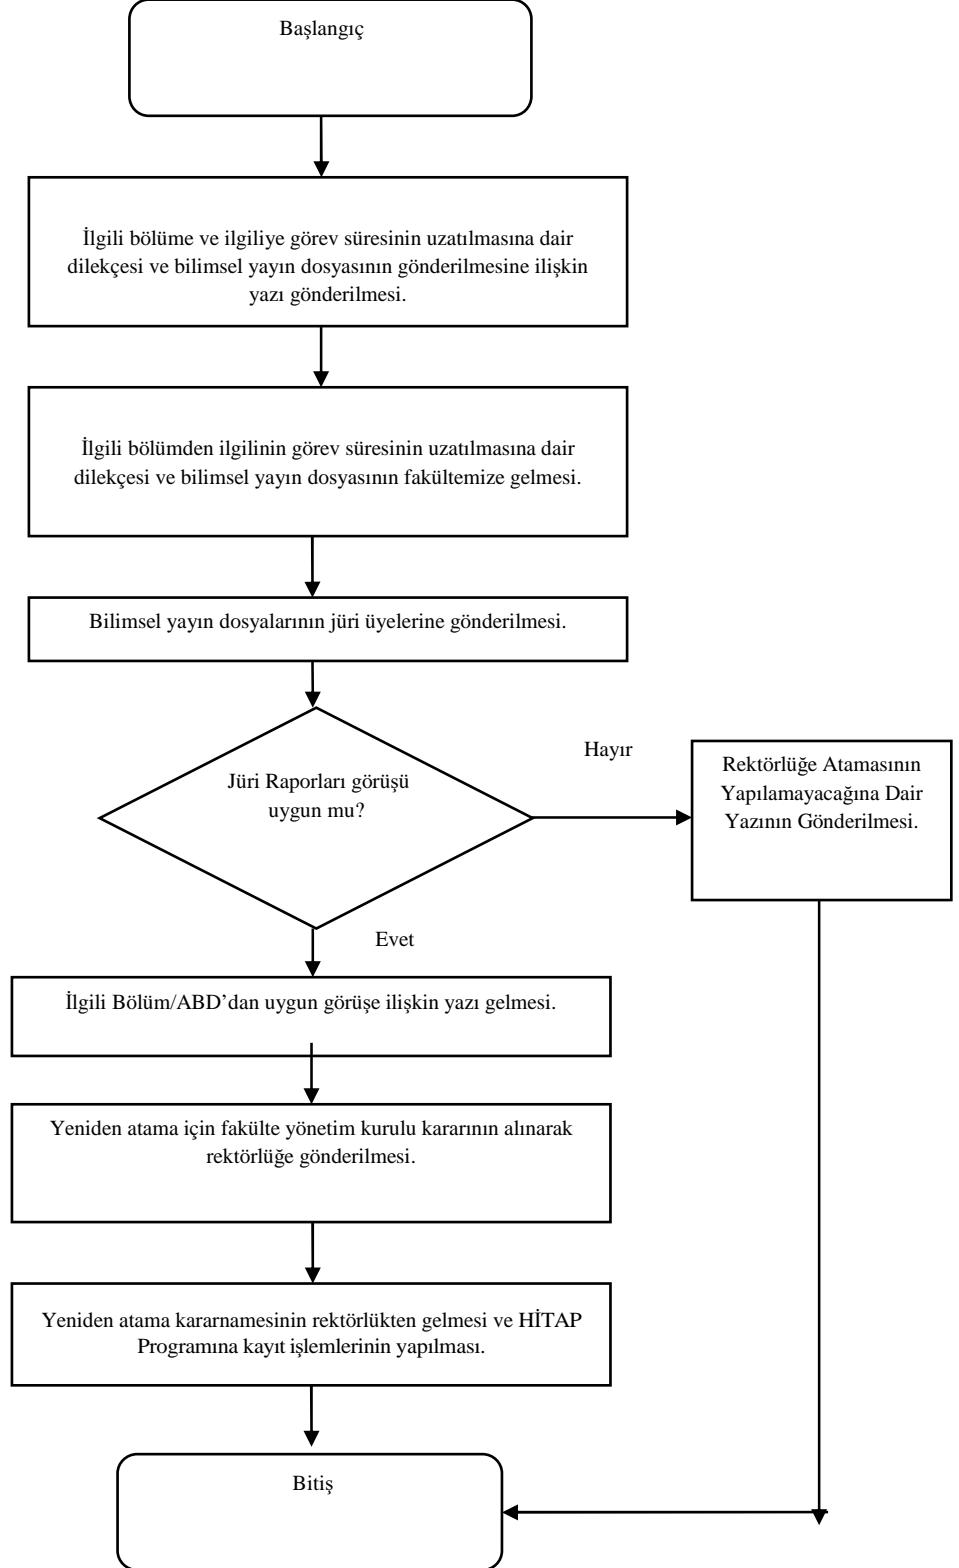 Başlangıç
İlgili bölüme ve ilgiliye görev süresinin uzatılmasına dair
dilekçesi ve bilimsel yayın dosyasının gönderilmesine ilişkin
yazı gönderilmesi.
İlgili bölümden ilgilinin görev süresinin uzatılmasına dair
dilekçesi ve bilimsel yayın dosyasının fakültemize gelmesi.
Bilimsel yayın dosyalarının jüri üyelerine gönderilmesi.
Jüri Raporları görüşü
uygun mu?
Hayır
Rektörlüğe Atamasının
Yapılamayacağına Dair
Yazının Gönderilmesi.
Evet
İlgili Bölüm/ABD’dan uygun görüşe ilişkin yazı gelmesi.
Yeniden atama için fakülte yönetim kurulu kararının alınarak
rektörlüğe gönderilmesi.
Yeniden atama kararnamesinin rektörlükten gelmesi ve HİTAP
Programına kayıt işlemlerinin yapılması.
Bitiş